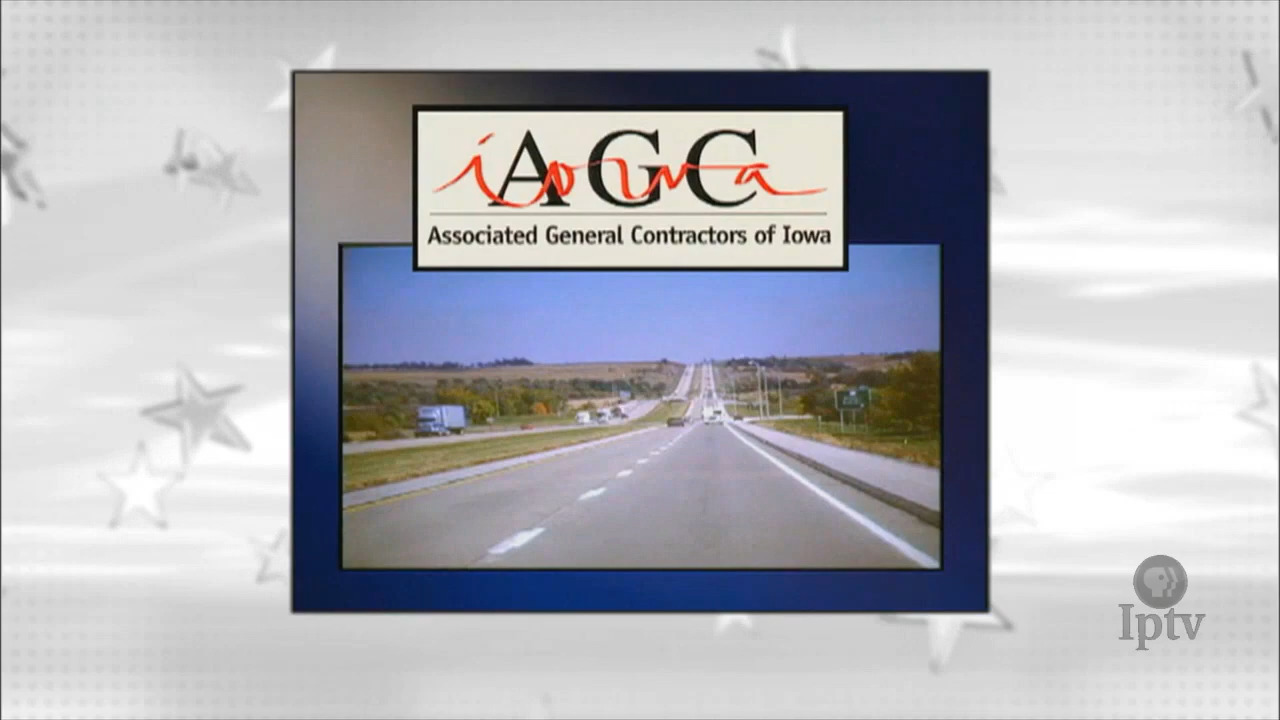 AGC
iowa
Associated General Contractors of Iowa
Iptv